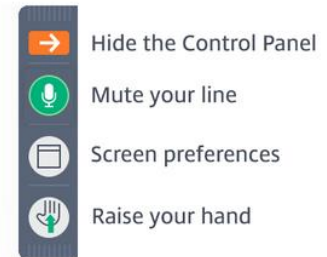 Hide the Control Panel
Mute your line
Screen preferences
Raise your hand